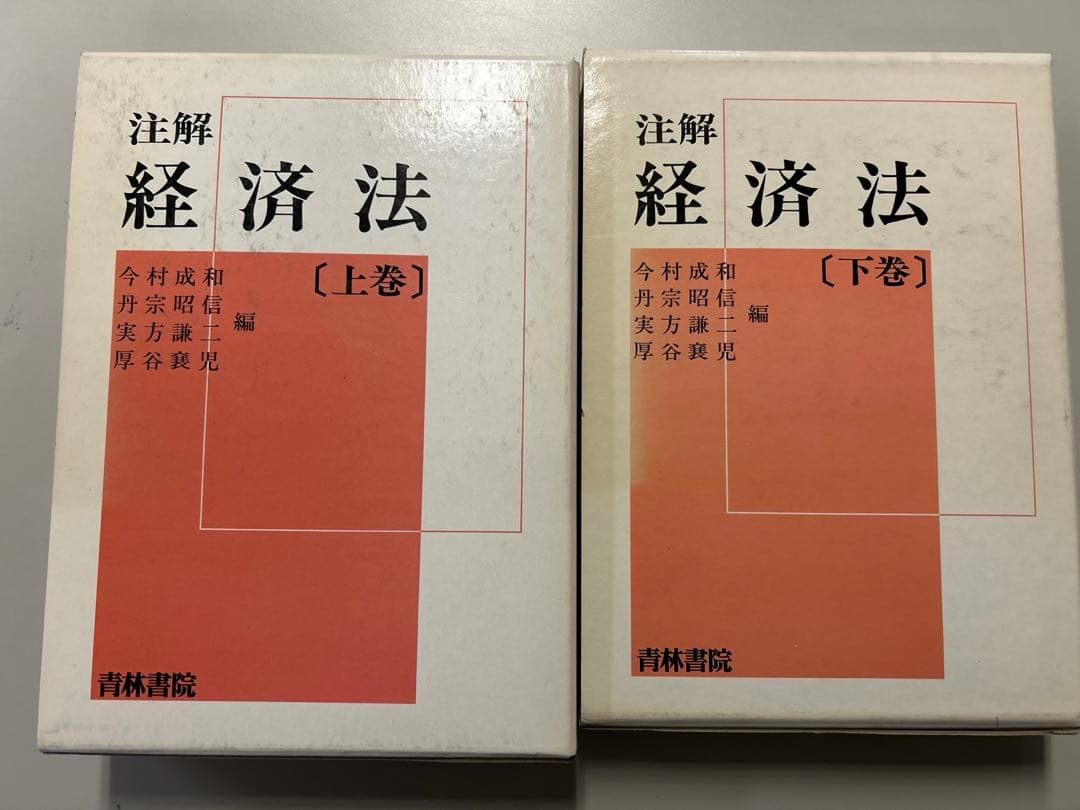 注解
経済法
〔上巻〕
今村成和
丹宗昭信
実方謙二
厚谷襄児
編
青林書院
注解
経済法
〔下巻〕
今村成和
丹宗昭信
実方謙二
厚谷襄児
編
青林書院